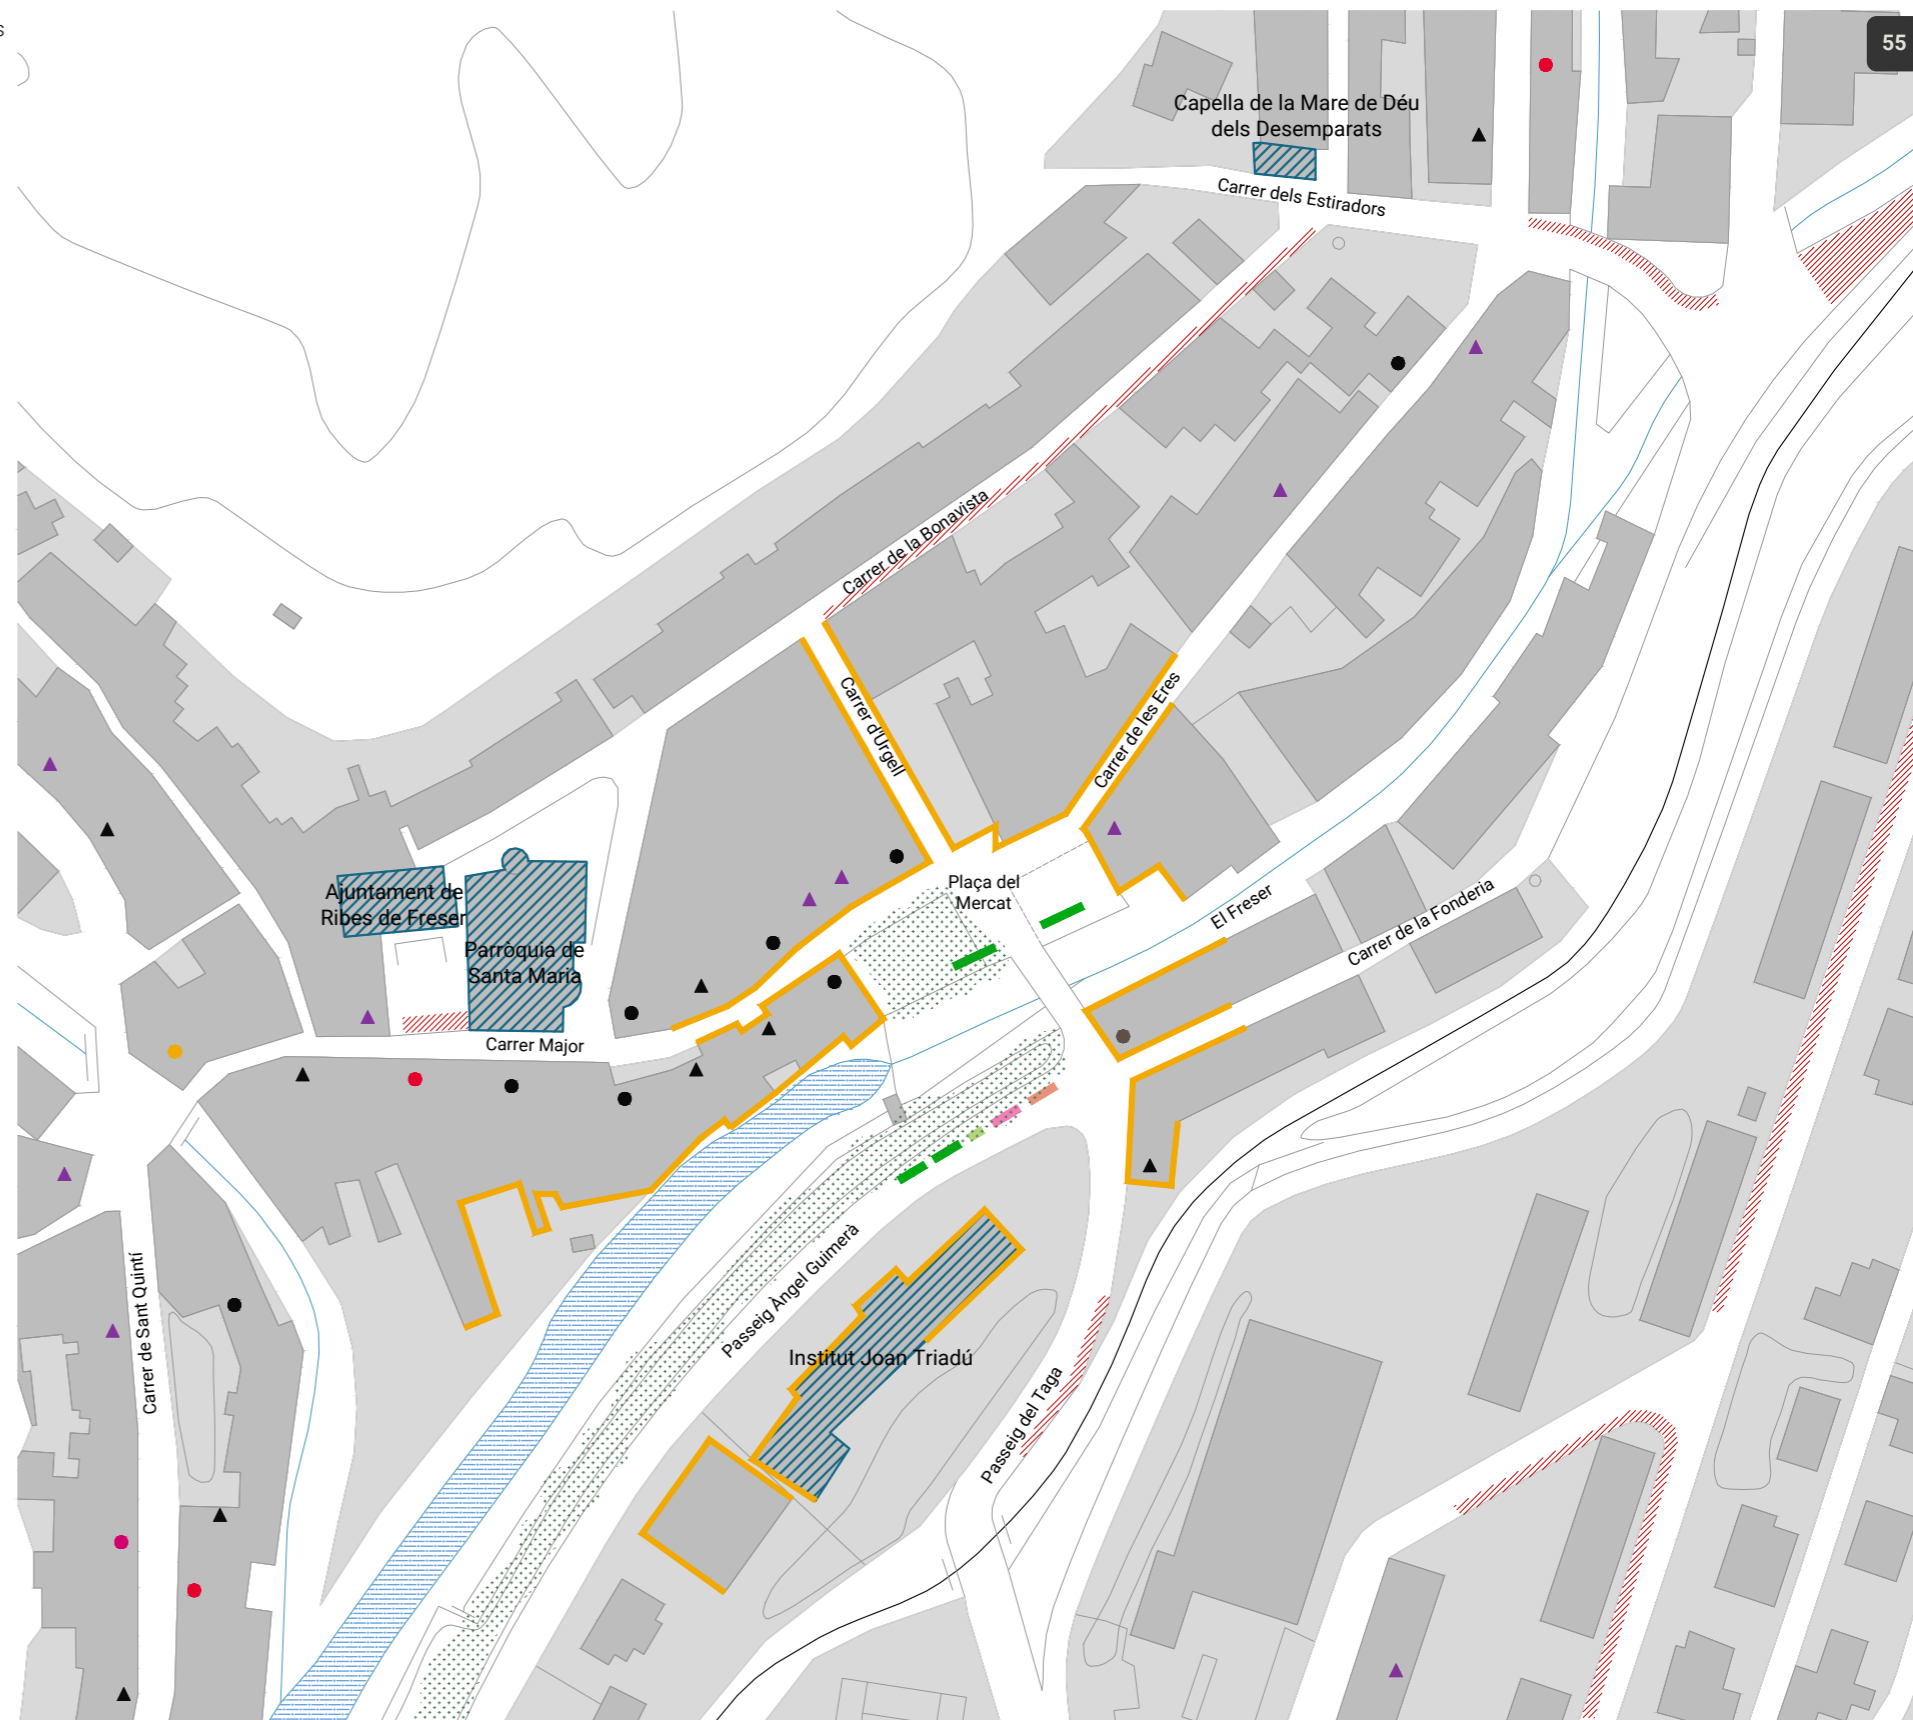 s
55
Capella de la Mare de Déu
dels Desemparats
Carrer dels Estiradors
Carrer de la Bonavista
Carrer d'Urgell
Carrer de les Eres
Plaça del
Mercat
El Freser
Carrer de la Fonderia
Ajuntament de
Ribes de Freser
Parròquia de
Santa Maria
Carrer Major
Carrer de Sant Quintí
Passeig Àngel Guimerà
Institut Joan Triadú
Passeig del Taga